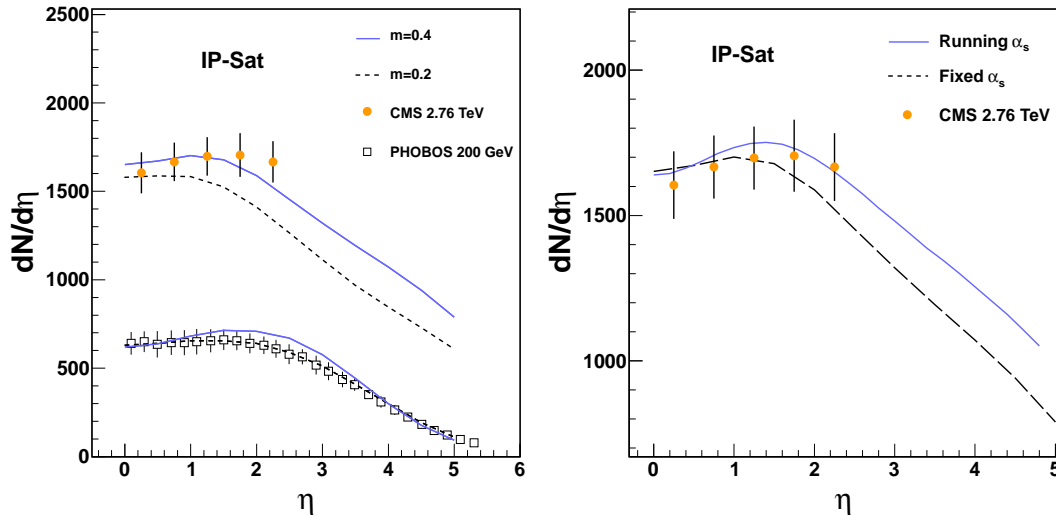 2500
2000
1500
1000
500
0
dN/dη
IP-Sat
m=0.4
m=0.2
CMS 2.76 TeV
PHOBOS 200 GeV
0 1 2 3 4 5 6
η
2000
1500
1000
dN/dη
IP-Sat
Running αs
Fixed αs
CMS 2.76 TeV
0 1 2 3 4 5
η